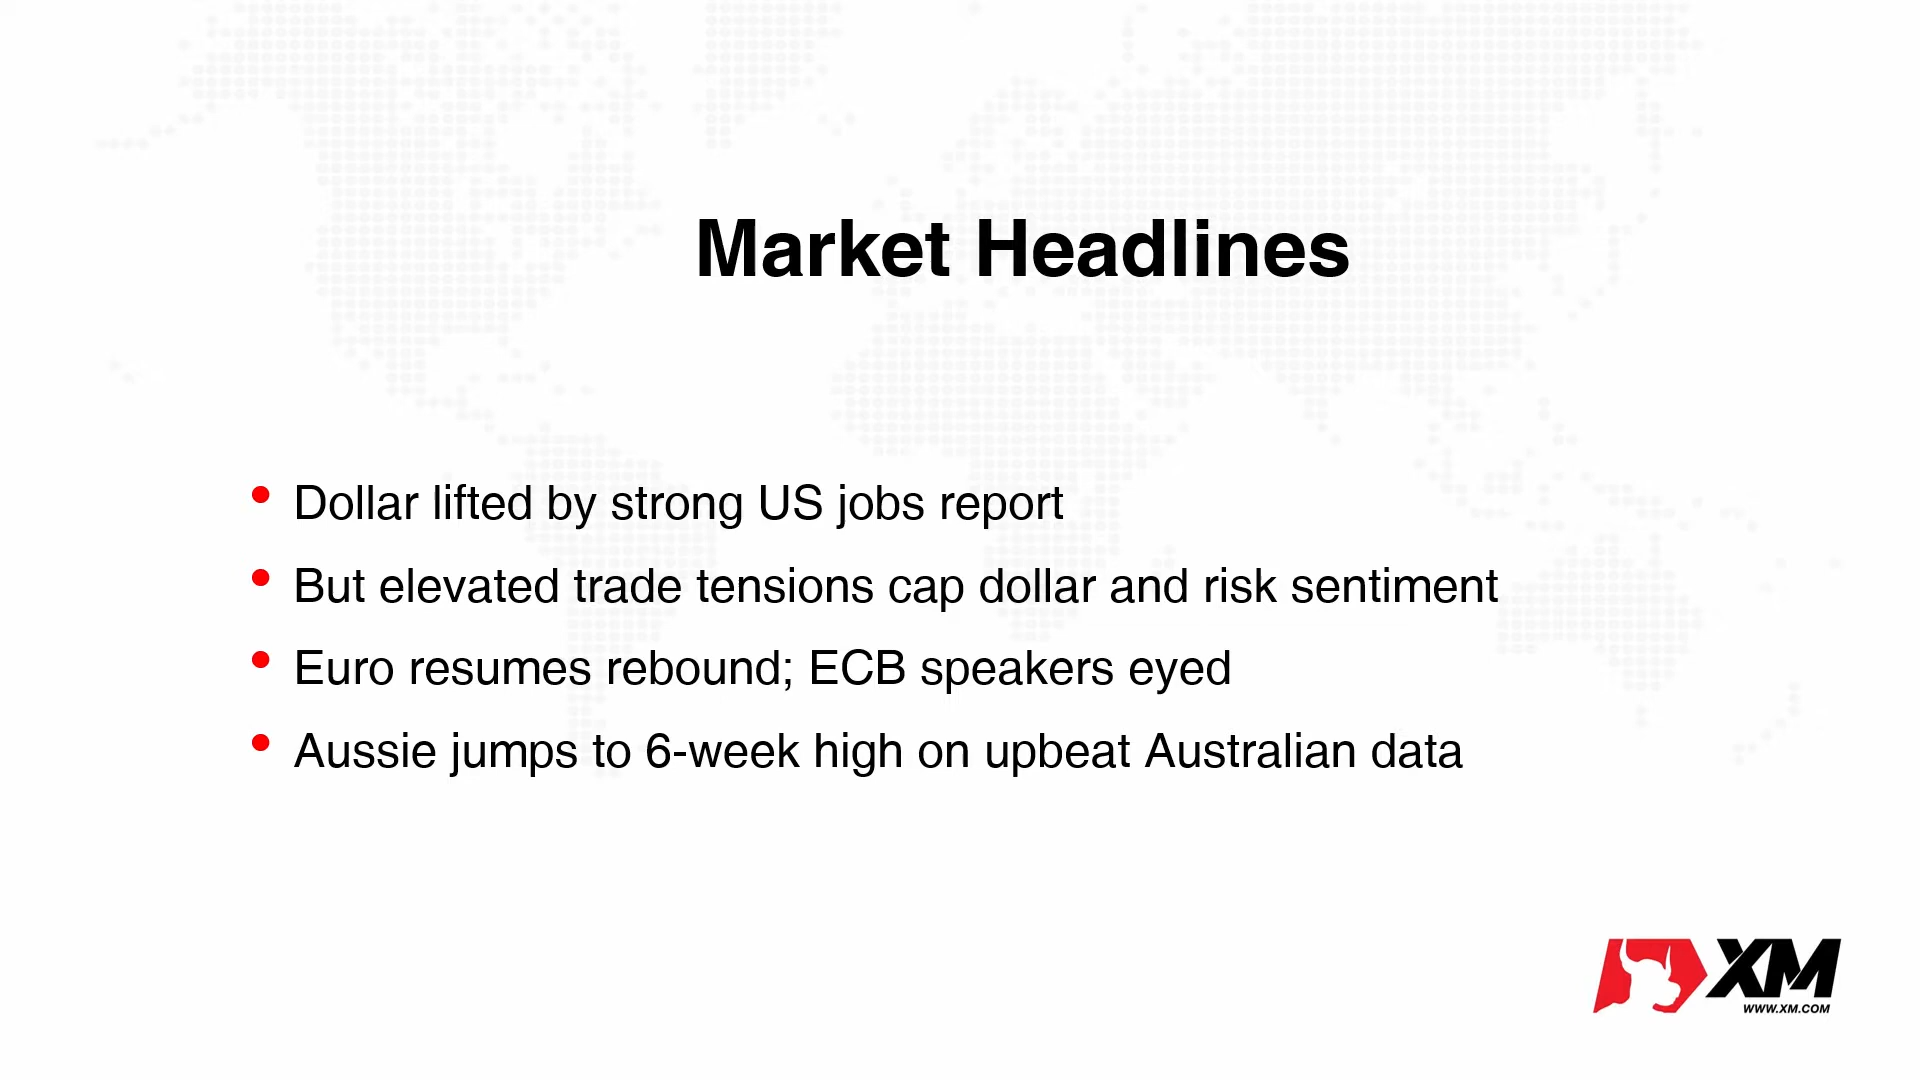 Market Headlines
• Dollar lifted by strong US jobs report
• But elevated trade tensions cap dollar and risk sentiment
• Euro resumes rebound; ECB speakers eyed
• Aussie jumps to 6-week high on upbeat Australian data
XM
WWW.XM.COM